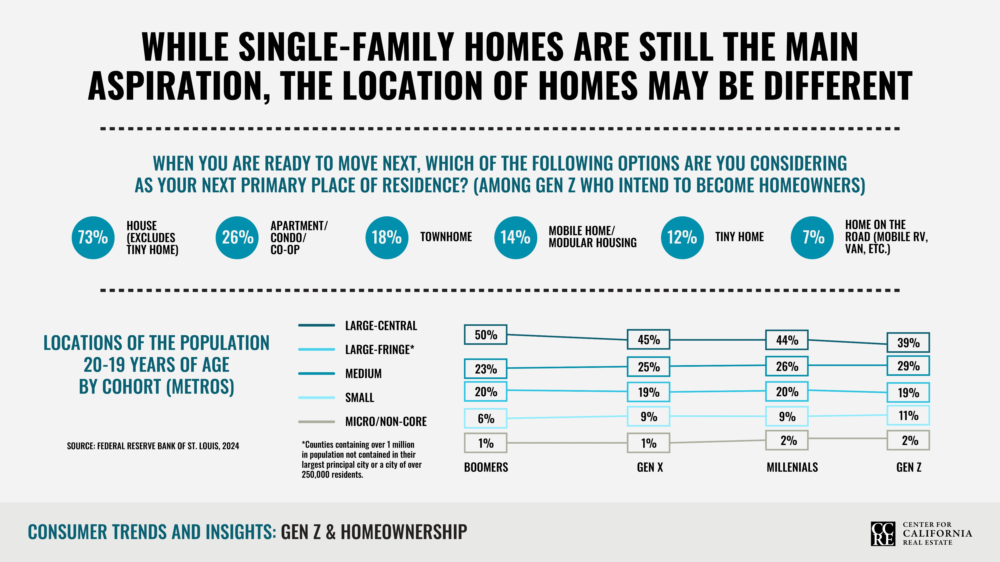 WHILE SINGLE-FAMILY HOMES ARE STILL THE MAIN
ASPIRATION, THE LOCATION OF HOMES MAY BE DIFFERENT
WHEN YOU ARE READY TO MOVE NEXT, WHICH OF THE FOLLOWING OPTIONS ARE YOU CONSIDERING
AS YOUR NEXT PRIMARY PLACE OF RESIDENCE? (AMONG GEN Z WHO INTEND TO BECOME HOMEOWNERS)
73%
HOUSE
(EXCLUDES
TINY HOME)
26%
APARTMENT/
CONDO/
CO-OP
18%
TOWNHOME
14%
MOBILE HOME/
MODULAR HOUSING
12%
TINY HOME
7%
HOME ON THE
ROAD (MOBILE RV,
VAN, ETC.)
LOCATIONS OF THE POPULATION
20-19 YEARS OF AGE
BY COHORT (METROS)
SOURCE: FEDERAL RESERVE BANK OF ST. LOUIS, 2024
LARGE-CENTRAL
LARGE-FRINGE*
MEDIUM
SMALL
MICRO/NON-CORE
*Counties containing over 1 million
in population not contained in their
largest principal city or a city of over
250,000 residents.
50% 45% 44% 39%
23% 25% 26% 29%
20% 19% 20% 19%
6% 9% 9% 11%
1% 1% 2% 2%
BOOMERS GEN X MILLENIALS GEN Z
CONSUMER TRENDS AND INSIGHTS: GEN Z & HOMEOWNERSHIP
CC
RE
CENTER FOR
CALIFORNIA
REAL ESTATE